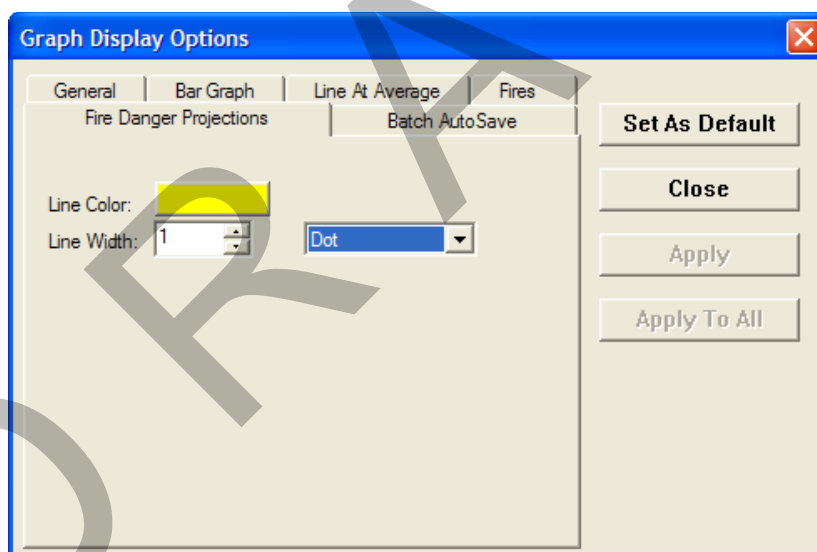 Graph Display Options
General Bar Graph Line At Average Fires
Fire Danger Projections Batch AutoSave
Set As Default
Close
Line Color:
Line Width: 1 Dot
Apply
Apply To All
DRA